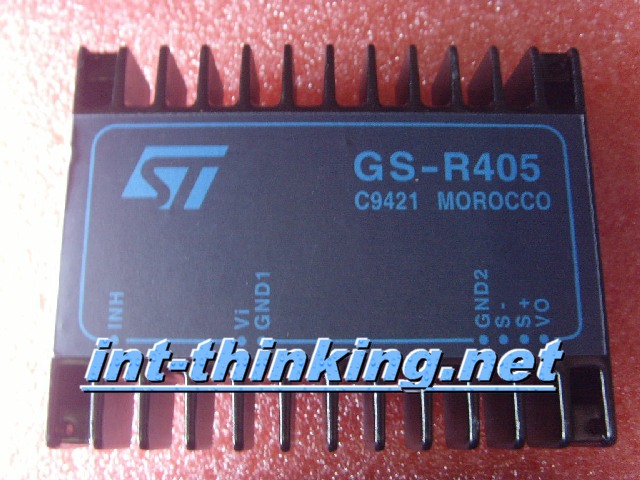 ST
GS-R405
C9421 MOROCCO
INH
Vi
GND1
GND2
S-
S+
VO
int-thinking.net